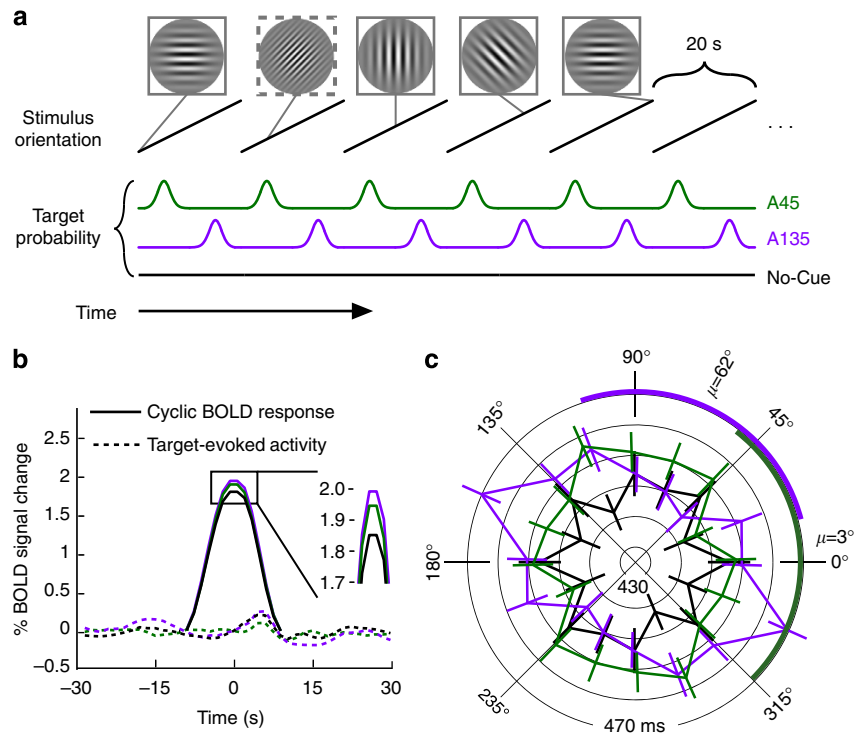 a
20 s
Stimulus
orientation
. . .
Target
probability
A45
A135
No-Cue
Time
b
Cyclic BOLD response
Target-evoked activity
% BOLD signal change
2.5
2
1.5
1
0.5
0
–0.5
2.0
1.9
1.8
1.7
–30
–15
0
15
30
Time (s)
c
90°
μ=62°
135°
45°
μ=3°
180°
0°
430
235°
315°
470 ms